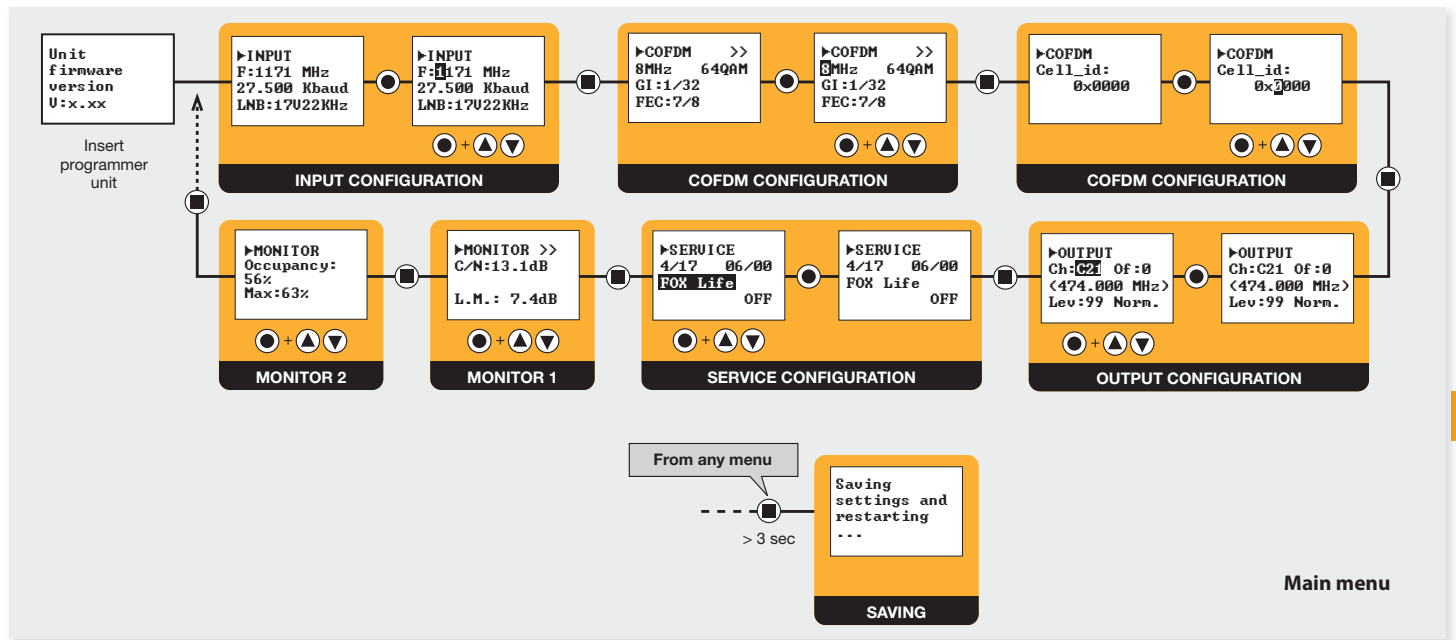 Unit
firmware
version
V:x.xx
Insert
programmer
unit
►INPUT
F:1171 MHz
27.500 Kbaud
LNB:17V22KHz
►INPUT
F:1171 MHz
27.500 Kbaud
LNB:17V22KHz
+
INPUT CONFIGURATION
►COFDM >>
8MHz 64QAM
GI:1/32
FEC:7/8
►COFDM >>
8MHz 64QAM
GI:1/32
FEC:7/8
+
COFDM CONFIGURATION
►COFDM
Cell_id:
0x0000
►COFDM
Cell_id:
0x0000
+
COFDM CONFIGURATION
►MONITOR
Occupancy:
56%
Max:63%
+
MONITOR 2
►MONITOR >>
C/N:13.1dB
L.M.: 7.4dB
+
MONITOR 1
►SERVICE
4/17 06/00
FOX Life
OFF
►SERVICE
4/17 06/00
FOX Life
OFF
+
SERVICE CONFIGURATION
►OUTPUT
Ch:C21 Of:0
(474.000 MHz)
Lev:99 Norm.
►OUTPUT
Ch:C21 Of:0
(474.000 MHz)
Lev:99 Norm.
+
OUTPUT CONFIGURATION
From any menu
> 3 sec
Saving
settings and
restarting
...
SAVING
Main menu